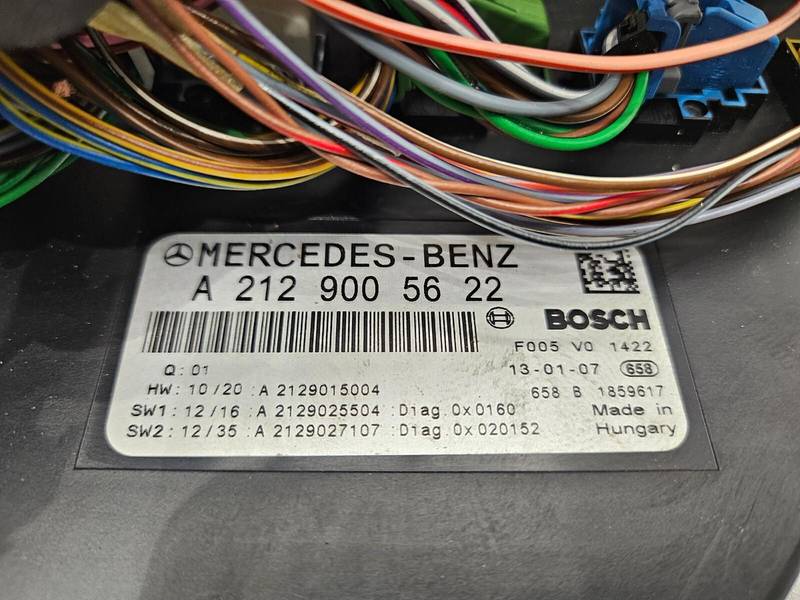 MERCEDES-BENZ
A 212 900 56 22
BOSCH
F005 V0 1422
Q: 01
13-01-07 658
HW: 10/20 :A 2129015004
658 B 1859617
SW1: 12/16 :A 2129025504 :Diag.0x0160
Made in
SW2: 12/35 :A 2129027107 :Diag.0x020152
Hungary